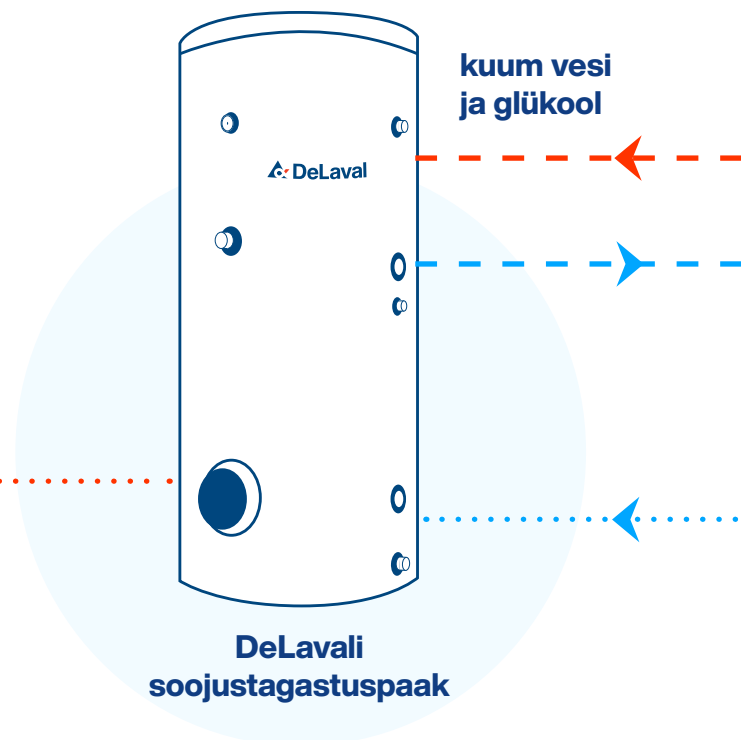 kuum vesi
ja glükool
DeLaval
DeLavali
soojustagastuspaak